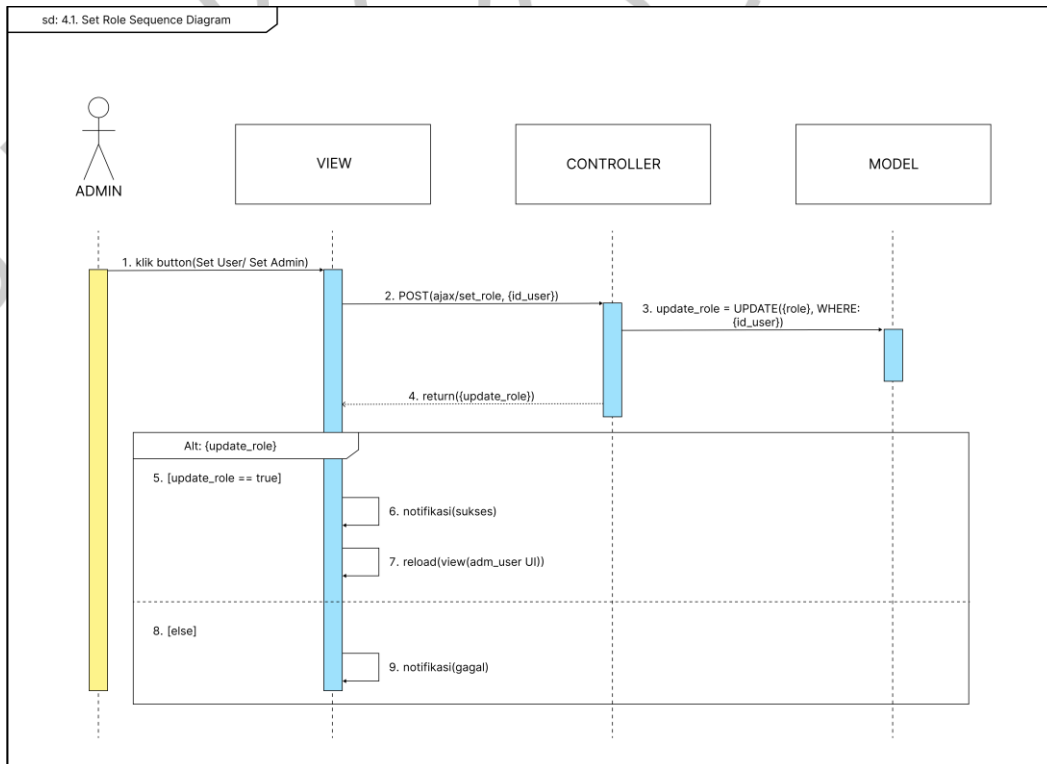 sd: 4.1. Set Role Sequence Diagram
ADMIN
VIEW
CONTROLLER
MODEL
1. klik button(Set User/ Set Admin)
2. POST(ajax/set_role, {id_user})
3. update_role = UPDATE({role}, WHERE:
{id_user})
4. return({update_role})
Alt: {update_role}
5. [update_role == true]
6. notifikasi(sukses)
7. reload(view(adm_user UI))
8. [else]
9. notifikasi(gagal)